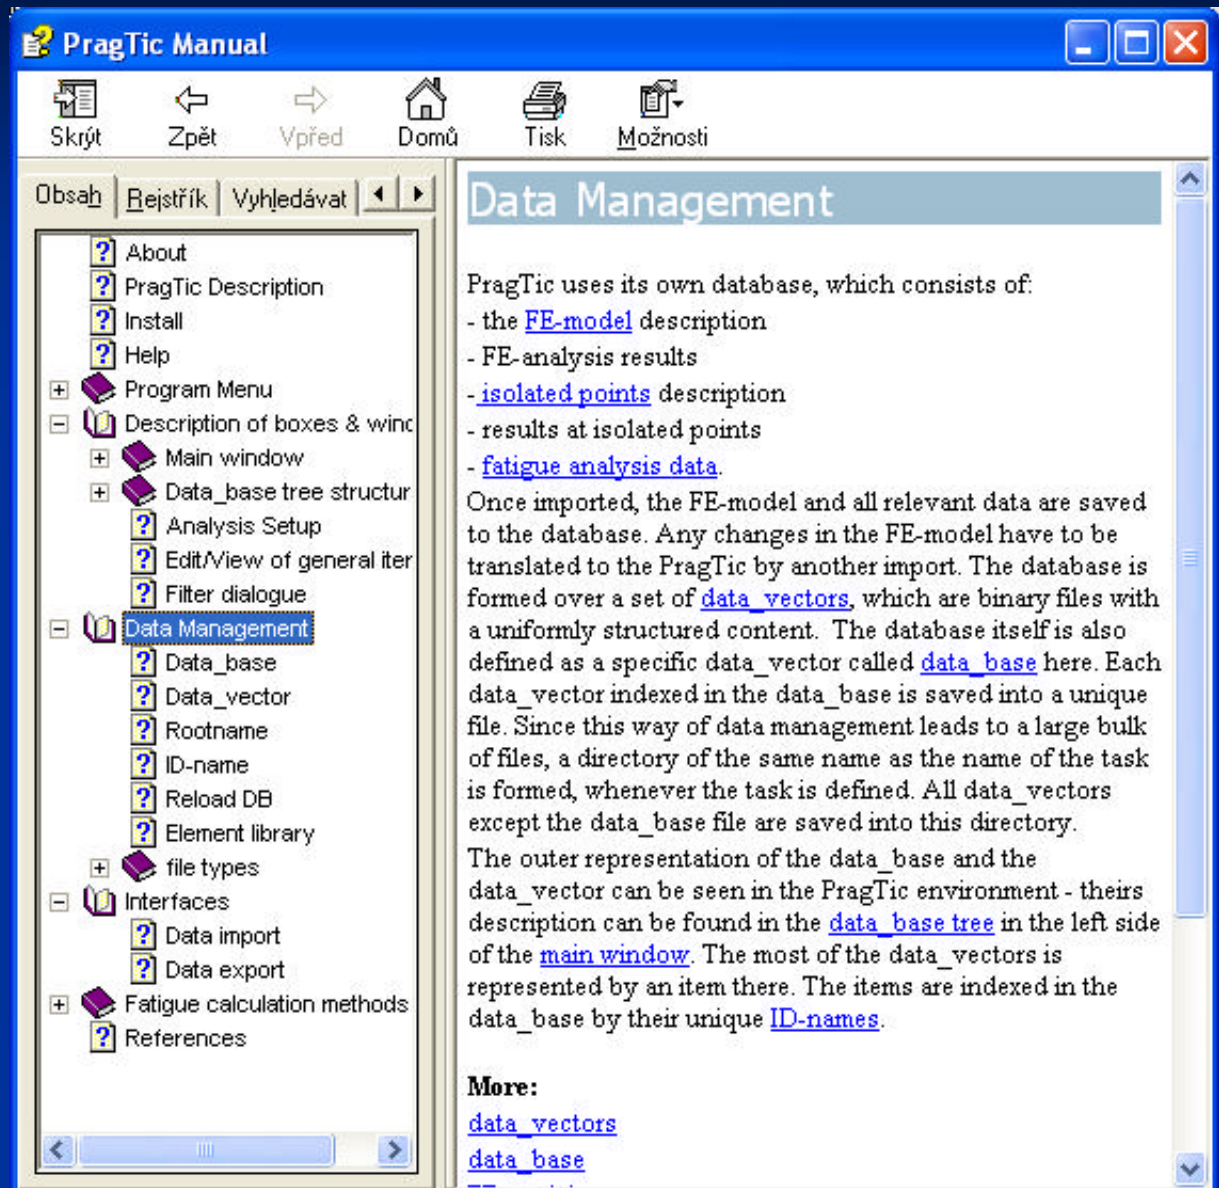 PragTic Manual
Skrýt Zpět Vpřed Domů Tisk Možnosti
Obsah Rejstřík Vyhledávat
About
PragTic Description
Install
Help
Program Menu
Description of boxes & winc
Main window
Data_base tree structur
Analysis Setup
Edit/View of general iter
Filter dialogue
Data Management
Data_base
Data_vector
Rootname
ID-name
Reload DB
Element library
file types
Interfaces
Data import
Data export
Fatigue calculation methods
References
Data Management
PragTic uses its own database, which consists of:
- the FE-model description
- FE-analysis results
- isolated points description
- results at isolated points
- fatigue analysis data.
Once imported, the FE-model and all relevant data are saved
to the database. Any changes in the FE-model have to be
translated to the PragTic by another import. The database is
formed over a set of data_vectors, which are binary files with
a uniformly structured content. The database itself is also
defined as a specific data_vector called data_base here. Each
data_vector indexed in the data_base is saved into a unique
file. Since this way of data management leads to a large bulk
of files, a directory of the same name as the name of the task
is formed, whenever the task is defined. All data_vectors
except the data_base file are saved into this directory.
The outer representation of the data_base and the
data_vector can be seen in the PragTic environment - theirs
description can be found in the data_base tree in the left side
of the main window. The most of the data_vectors is
represented by an item there. The items are indexed in the
data_base by their unique ID-names.
More:
data_vectors
data_base